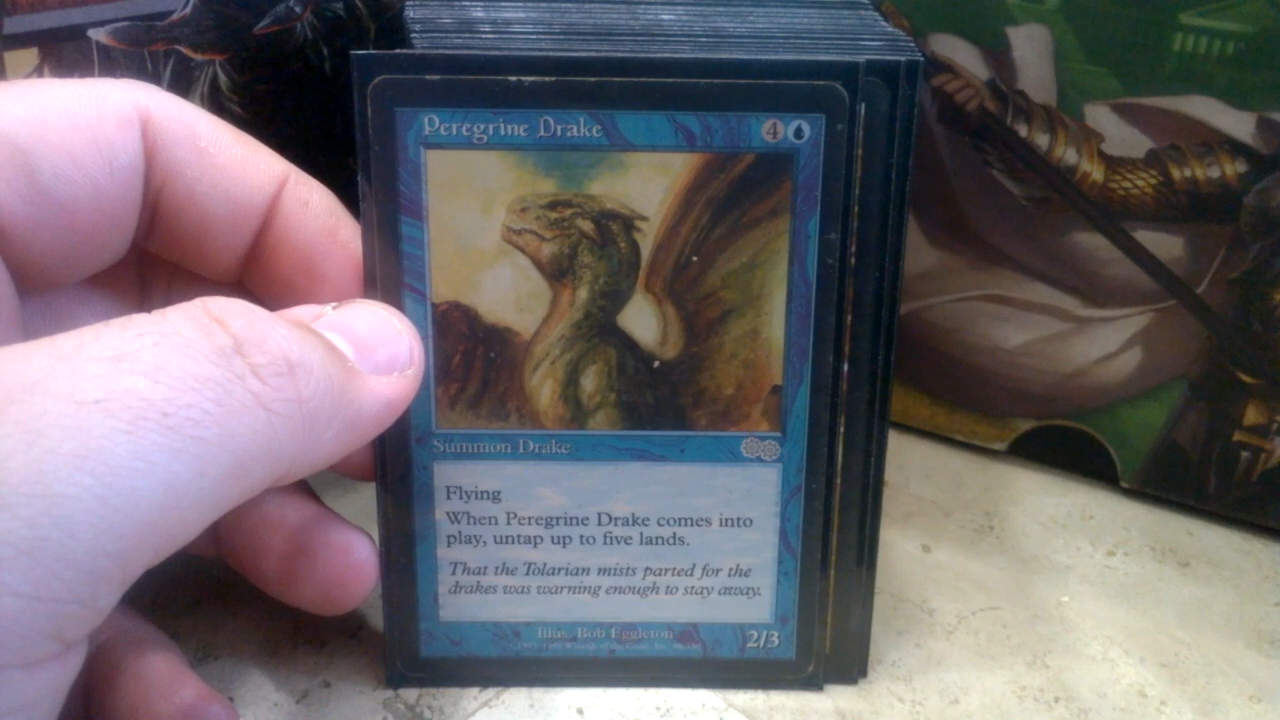 Peregrine Drake 4
Summon Drake
Flying
When Peregrine Drake comes into
play, untap up to five lands.
That the Tolarian mists parted for the
drakes was warning enough to stay away.
Illus. Bob Eggleton
2/3